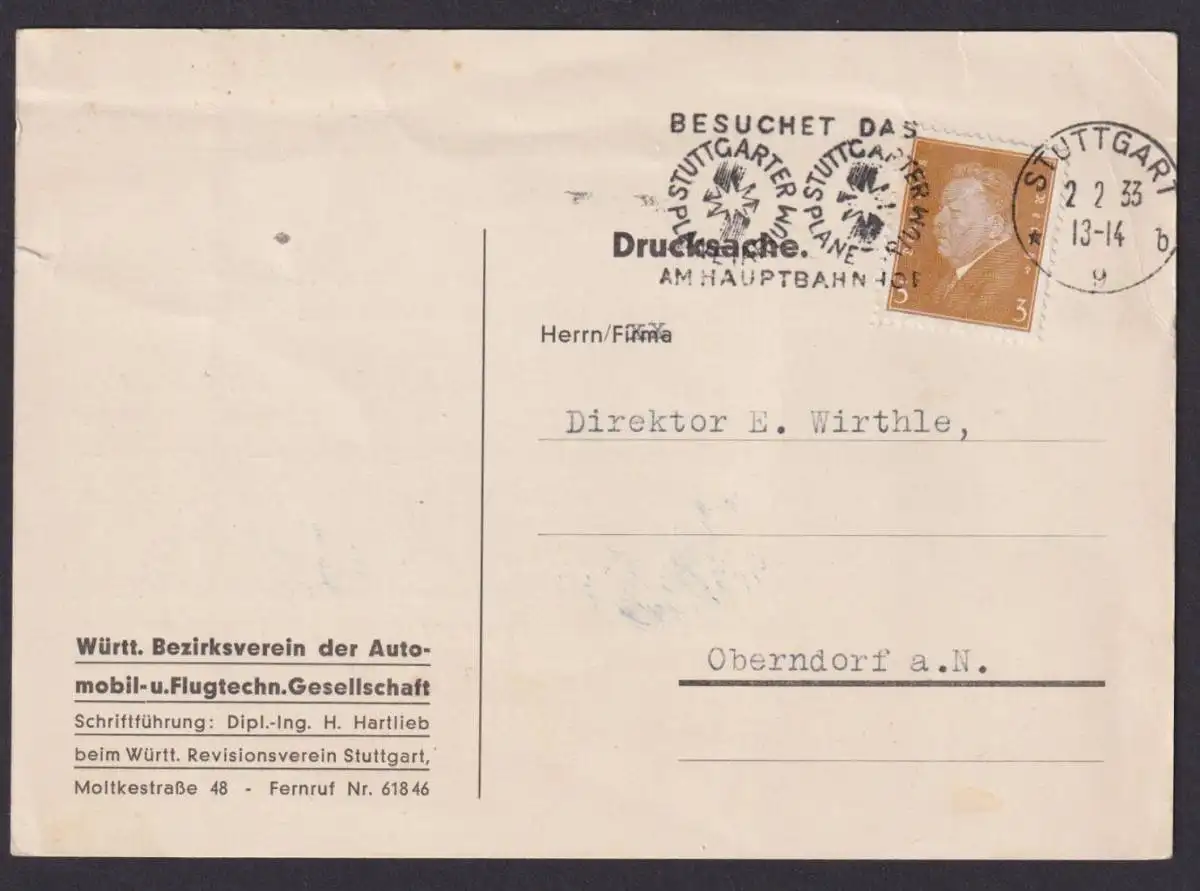 BESUCHET DAS
STUTTGARTER PLANETARIUM
STUTTGARTER PLANETARIUM
AM HAUPTBAHNHOF
STUTTGART
2 2 33
13-14 b
9
3 3
Drucksache.
Herrn/Firma
Direktor E. Wirthle,
Oberndorf a.N.
Württ. Bezirksverein der Auto-
mobil- u. Flugtechn. Gesellschaft
Schriftführung: Dipl.-Ing. H. Hartlieb
beim Württ. Revisionsverein Stuttgart,
Moltkestraße 48 - Fernruf Nr. 61846